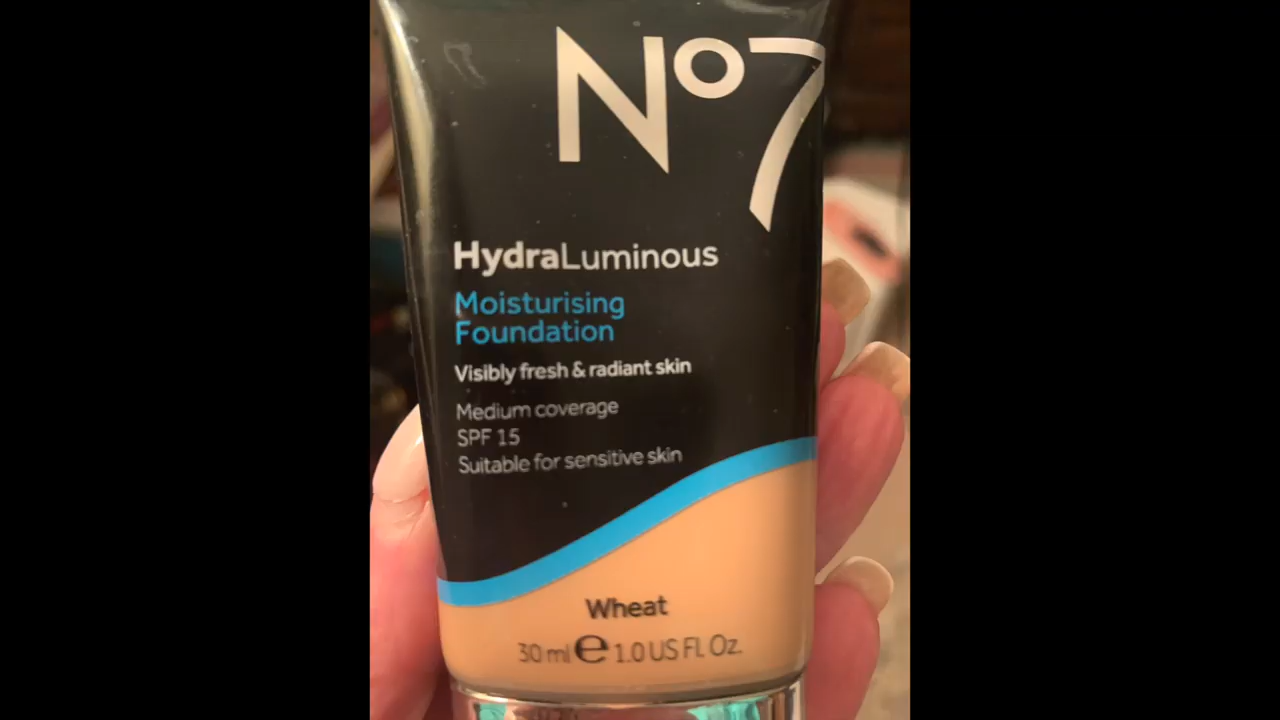 Nº7
HydraLuminous
Moisturising
Foundation
Visibly fresh & radiant skin
Medium coverage
SPF 15
Suitable for sensitive skin
Wheat
30 ml e 1.0 US FL Oz.